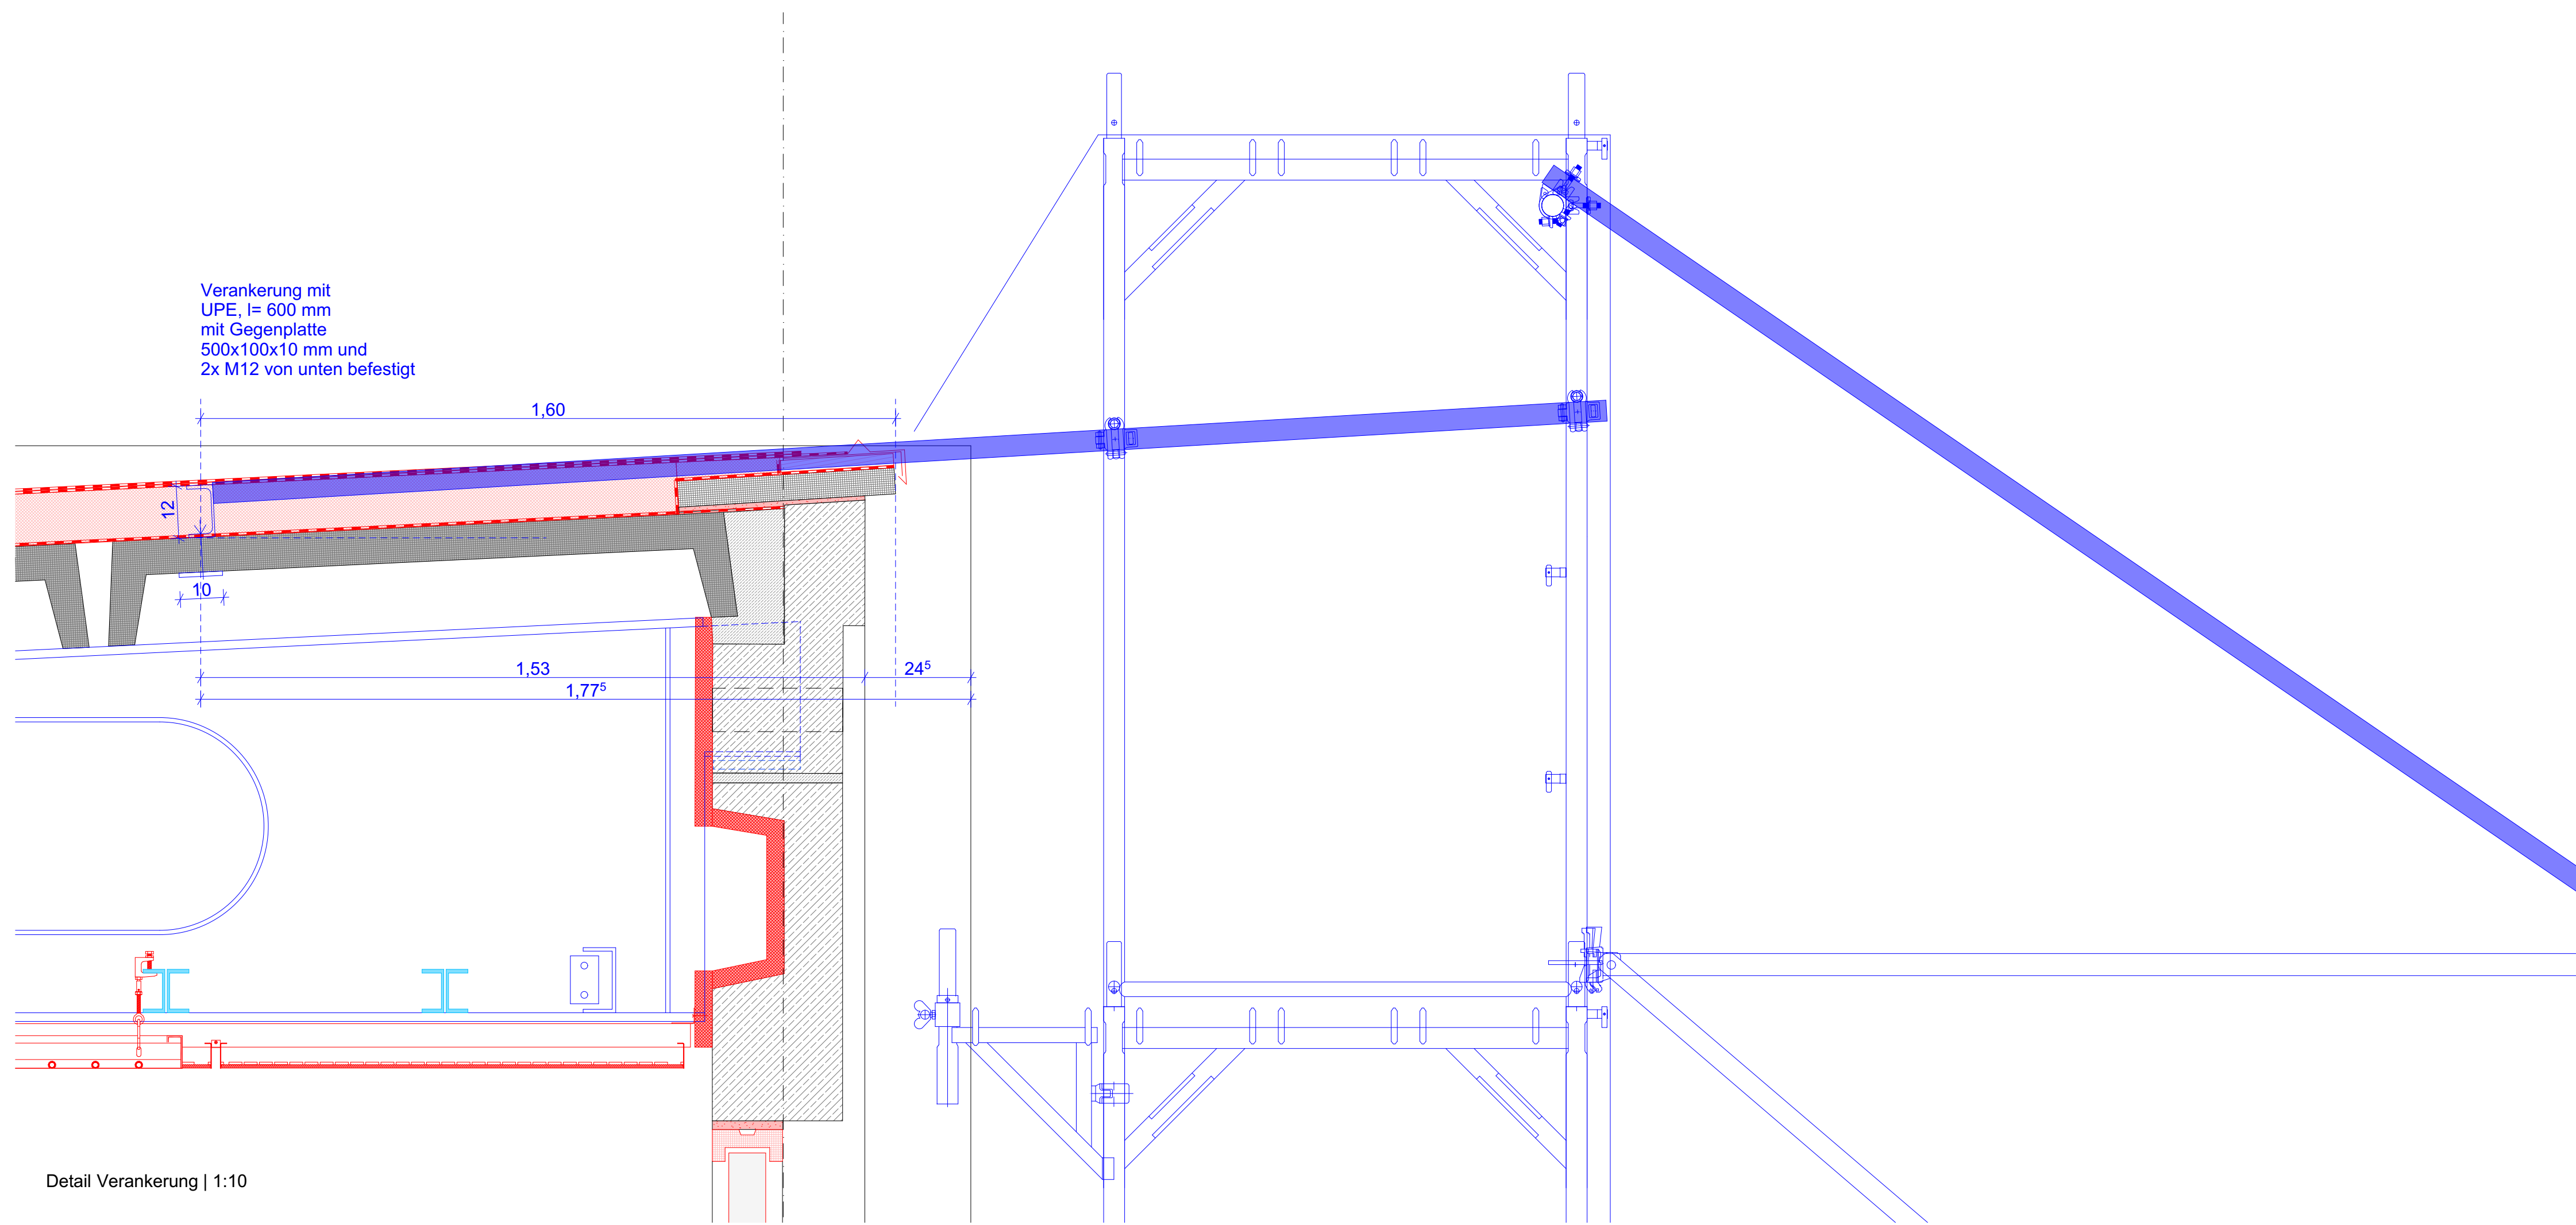 Verankerung mit
UPE, l= 600 mm
mit Gegenplatte
500x100x10 mm und
2x M12 von unten befestigt
1,60
12
10
1,53
24⁵
1,77⁵
Detail Verankerung | 1:10